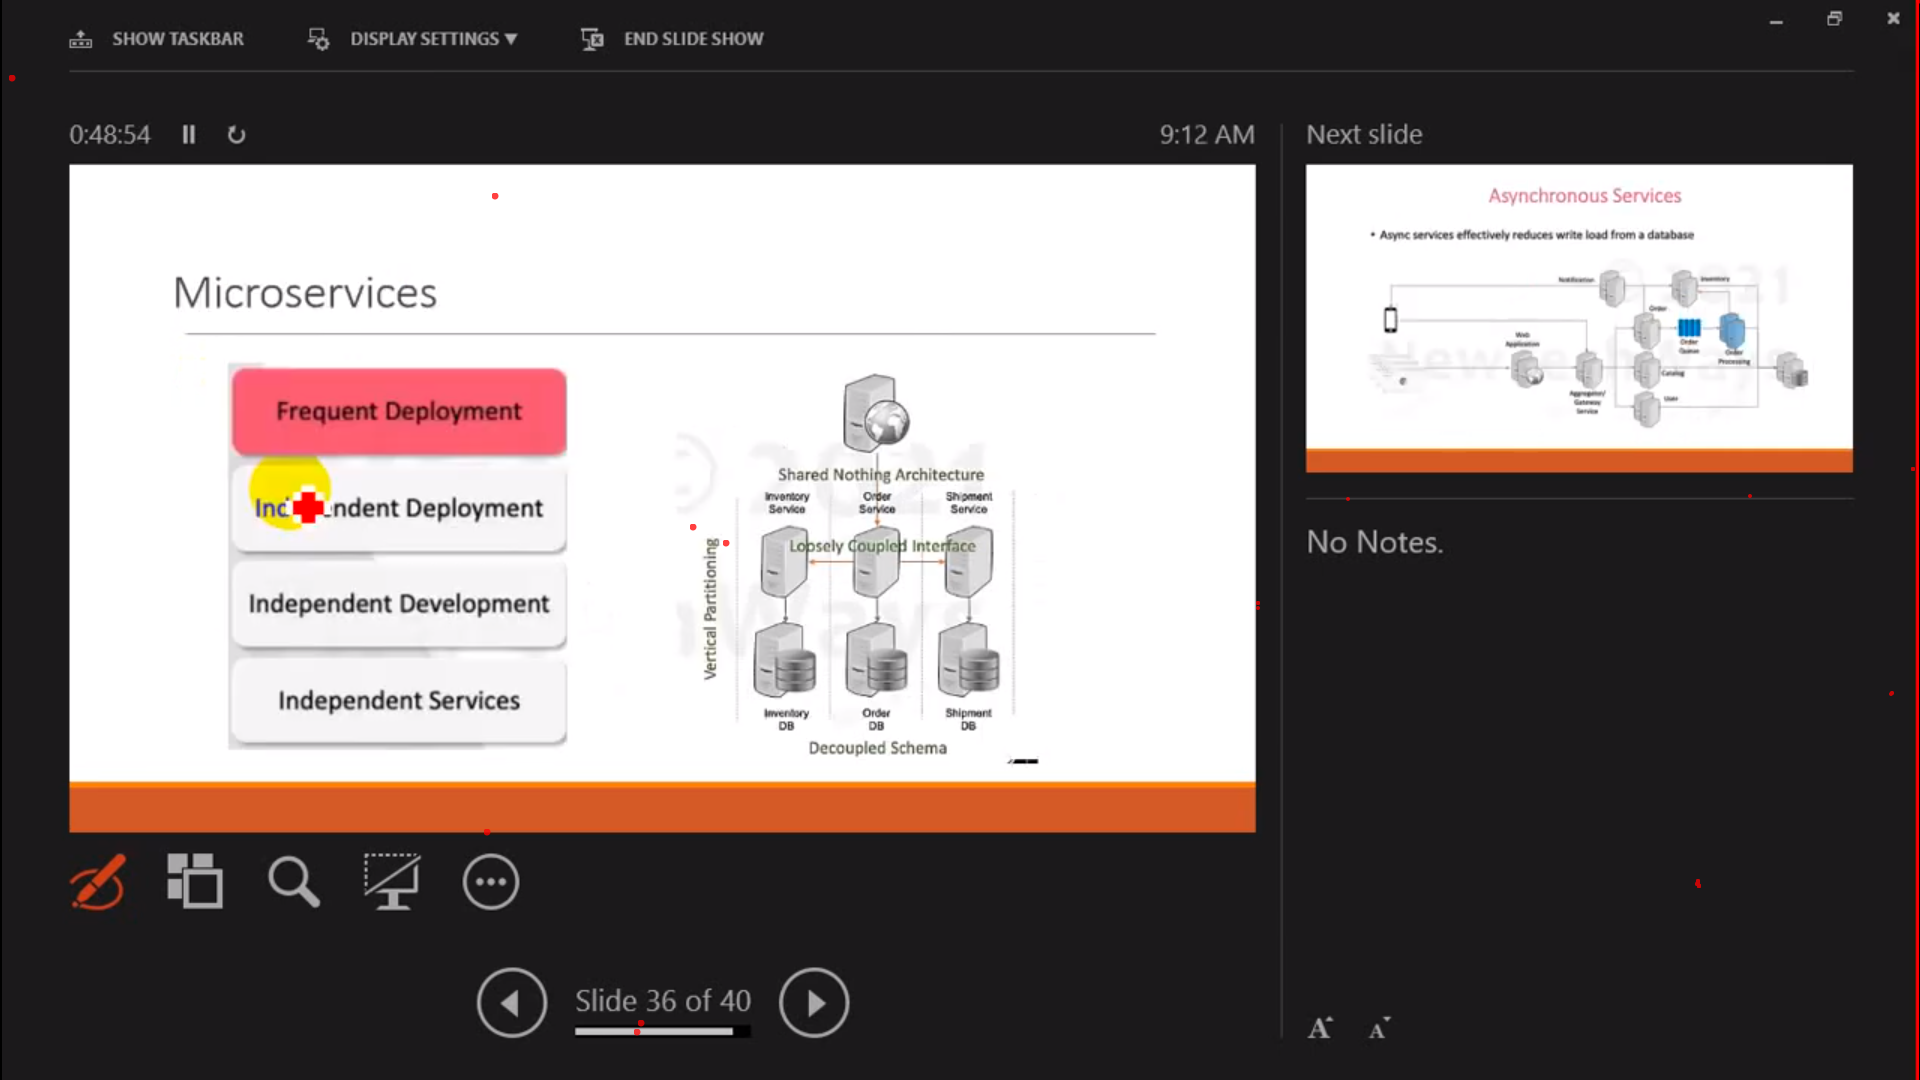 SHOW TASKBAR
DISPLAY SETTINGS ▼
END SLIDE SHOW
0:48:54
9:12 AM
Next slide
Microservices
Frequent Deployment
Independent Deployment
Independent Development
Independent Services
© 2021
Shared Nothing Architecture
Inventory
Service
Order
Service
Shipment
Service
Loosely Coupled Interface
Vertical Partitioning
Inventory
DB
Order
DB
Shipment
DB
Decoupled Schema
Asynchronous Services
• Async services effectively reduces write load from a database
Notification
Inventory
Order
Web
Application
Order
Queue
Order
Processing
Catalog
Aggregator/
Gateway
Service
User
No Notes.
Slide 36 of 40
A
A